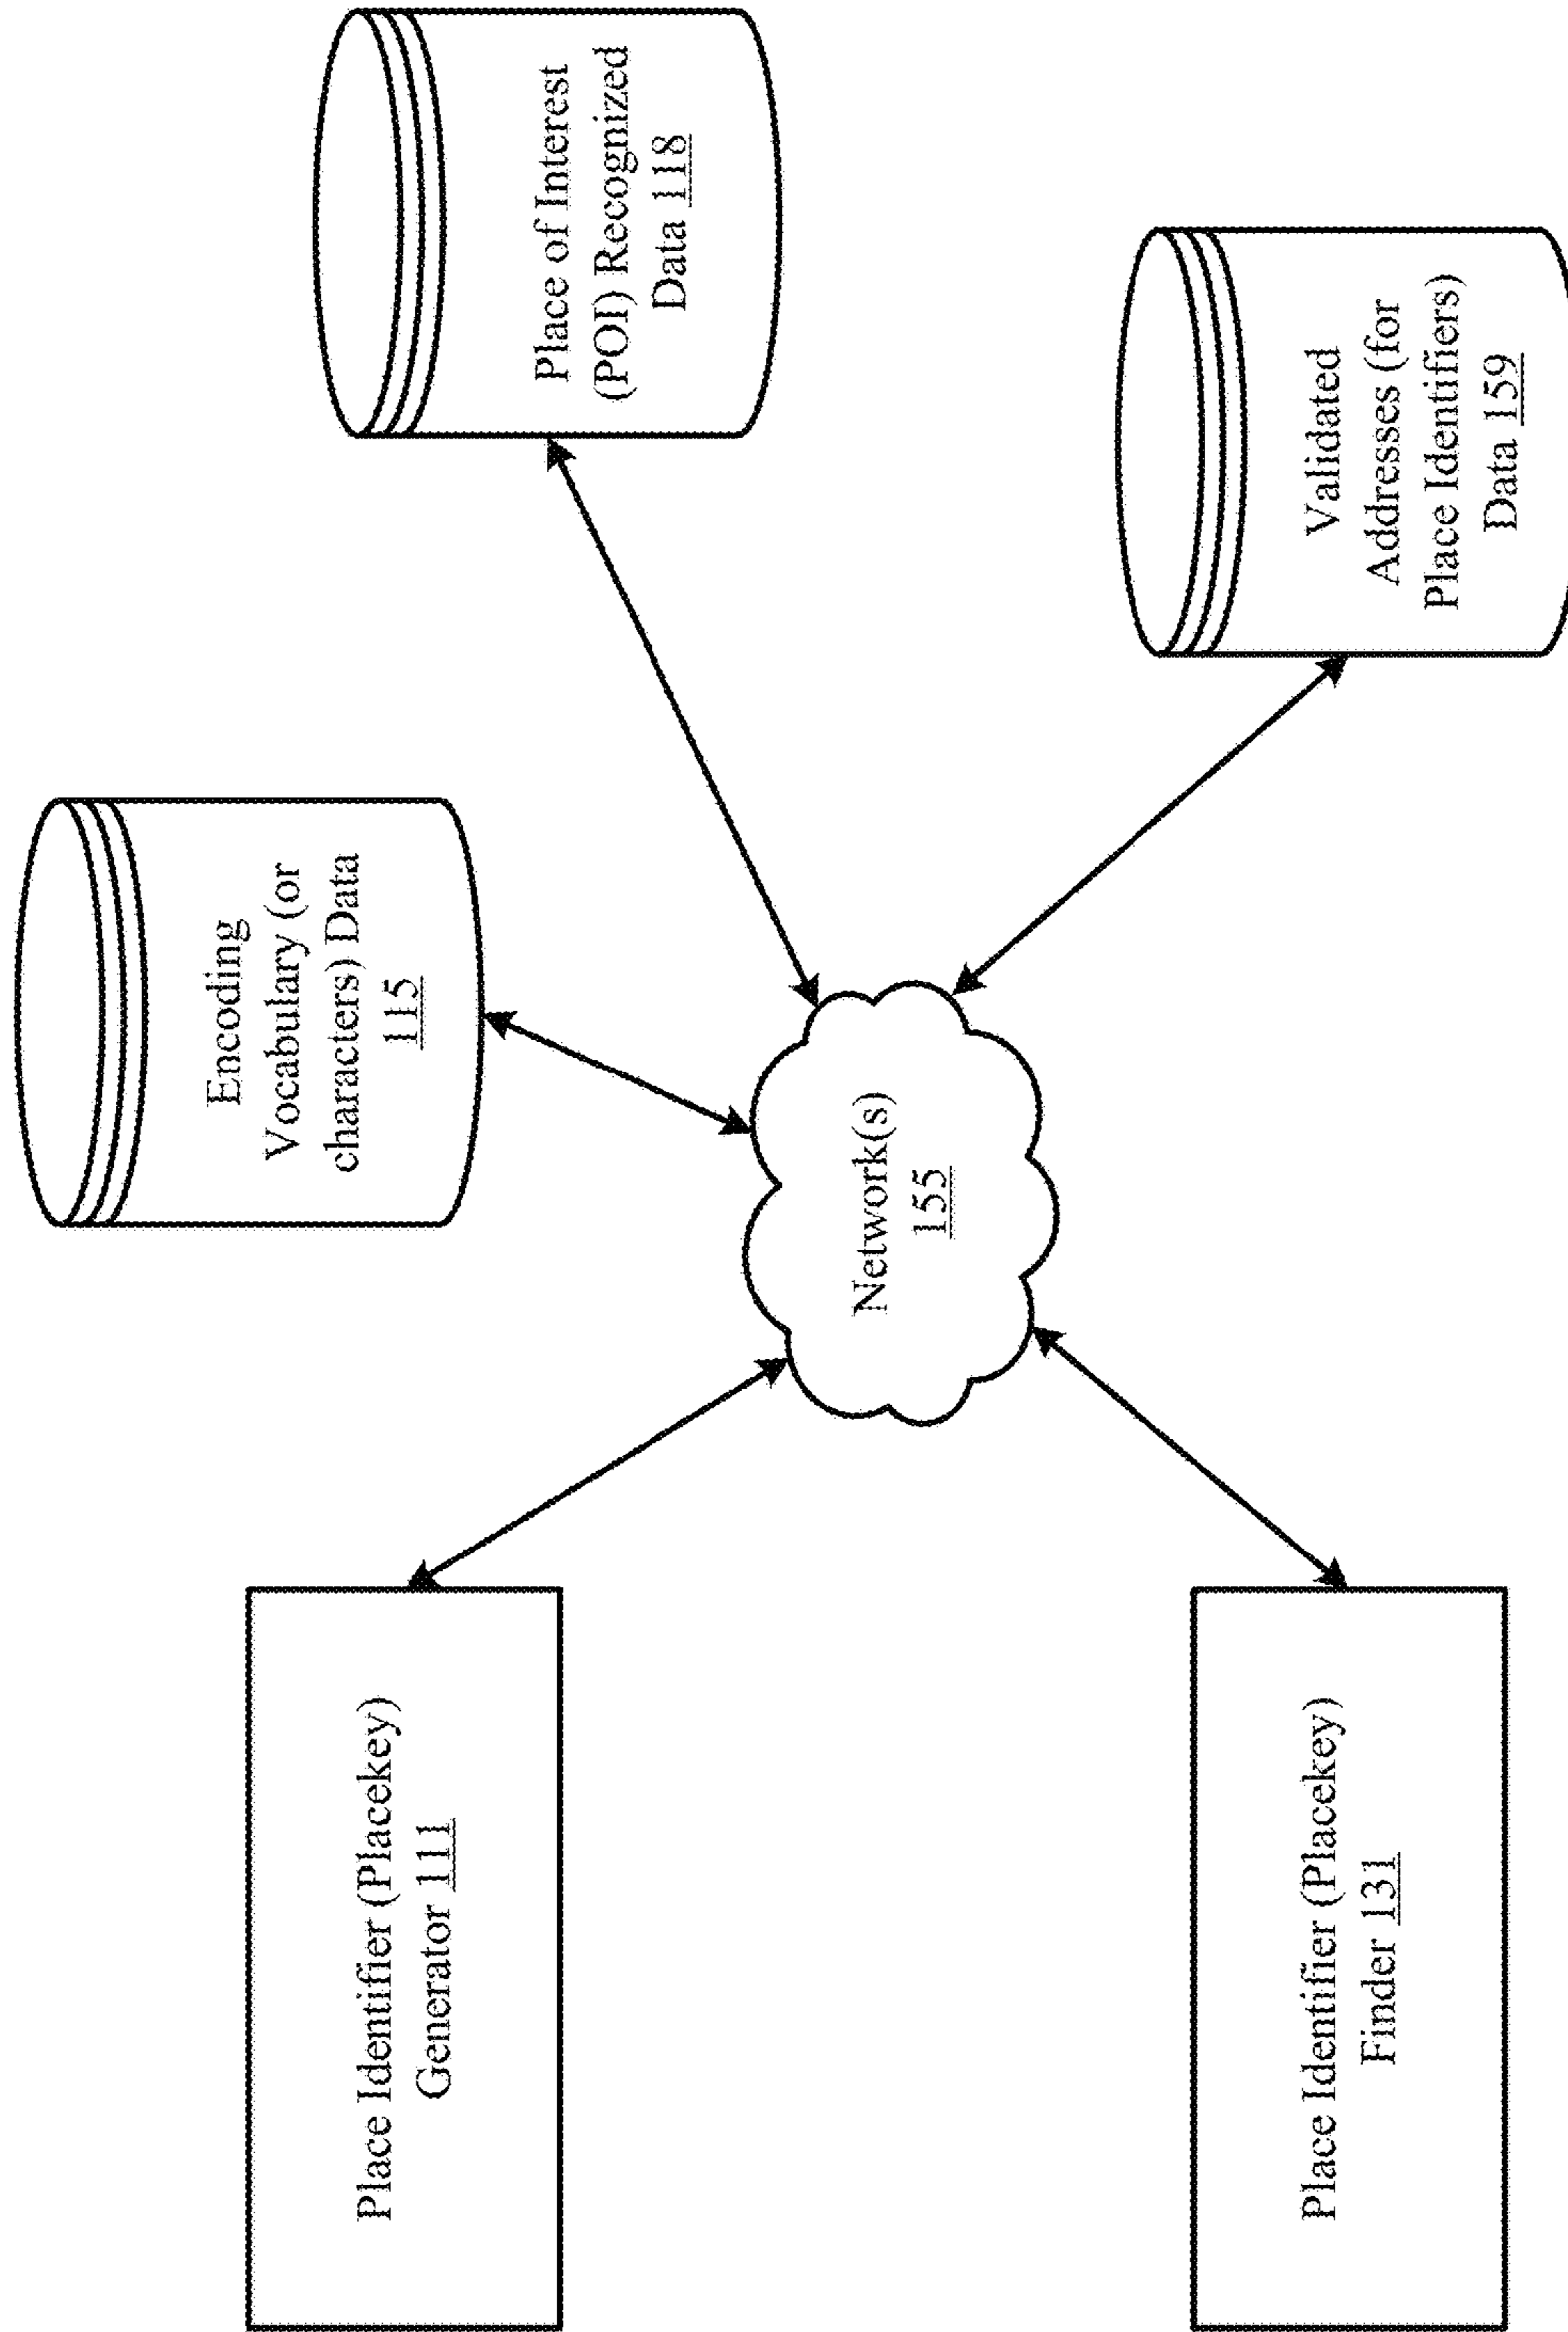 Encoding
Vocabulary (or
characters) Data
115
Place of Interest
(POI) Recognized
Data 118
Place Identifier (Placekey)
Generator 111
Network(s)
155
Validated
Addresses (for
Place Identifiers)
Data 159
Place Identifier (Placekey)
Finder 131